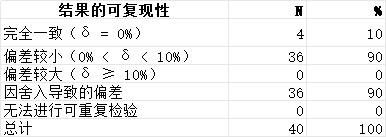 结果的可复现性 N %
完全一致(δ = 0%) 4 10
偏差较小(0% < δ < 10%) 36 90
偏差较大(δ ≥ 10%) 0 0
因舍入导致的偏差 36 90
无法进行可重复检验 0 0
总计 40 100